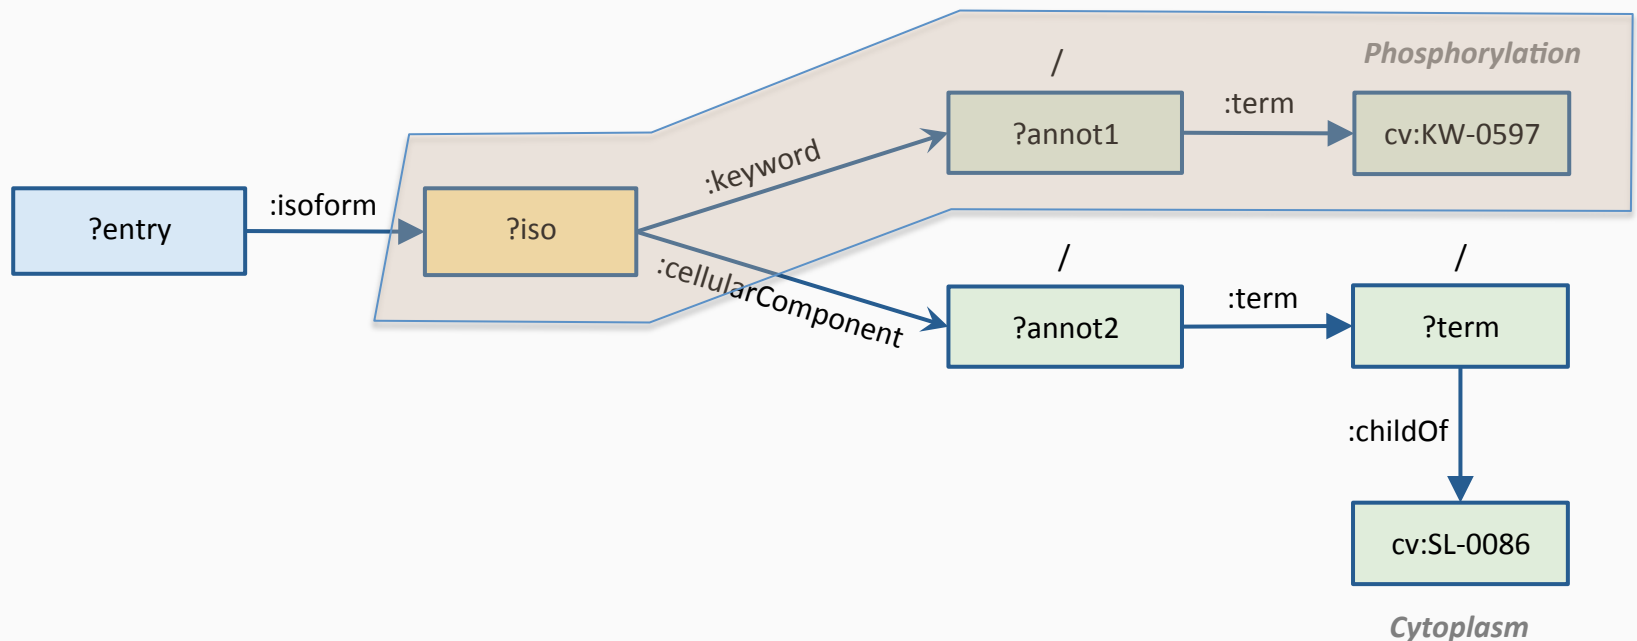 Phosphorylation
/
:term
?annot1
cv:KW-0597
:keyword
:isoform
?entry
?iso
:cellularComponent
/
/
:term
?annot2
?term
:childOf
cv:SL-0086
Cytoplasm